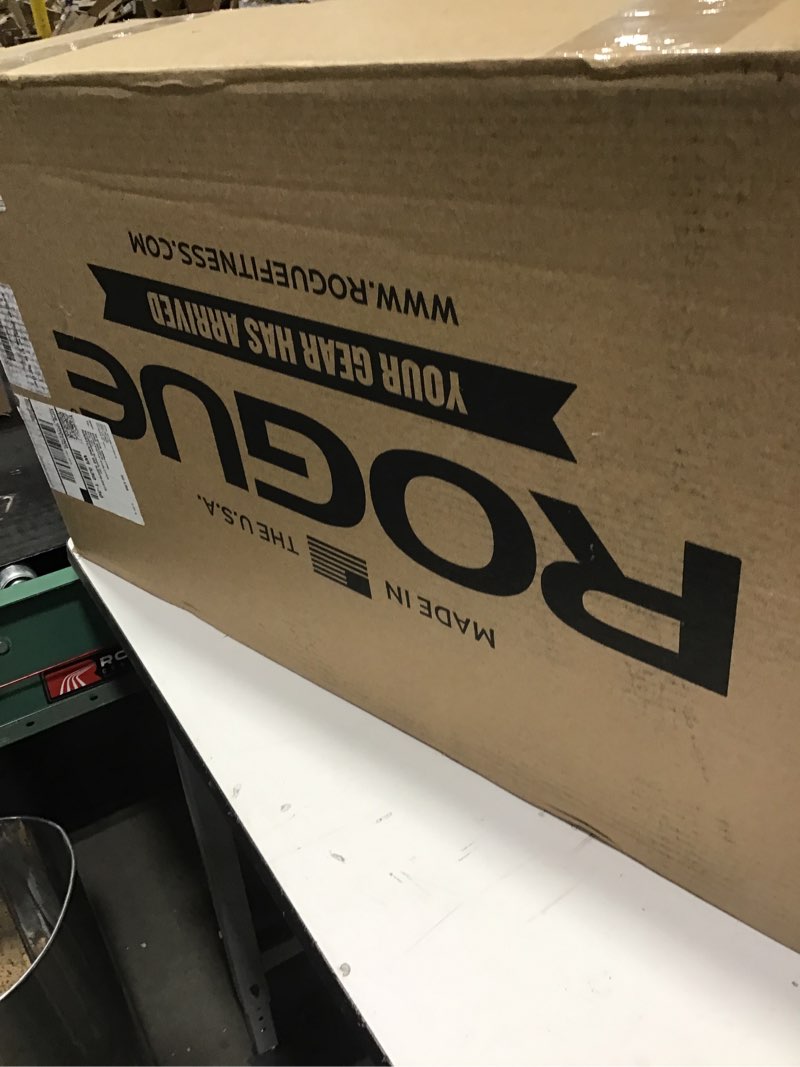 MADE IN THE U.S.A.
ROGUE
YOUR GEAR HAS ARRIVED
WWW.ROGUEFITNESS.COM